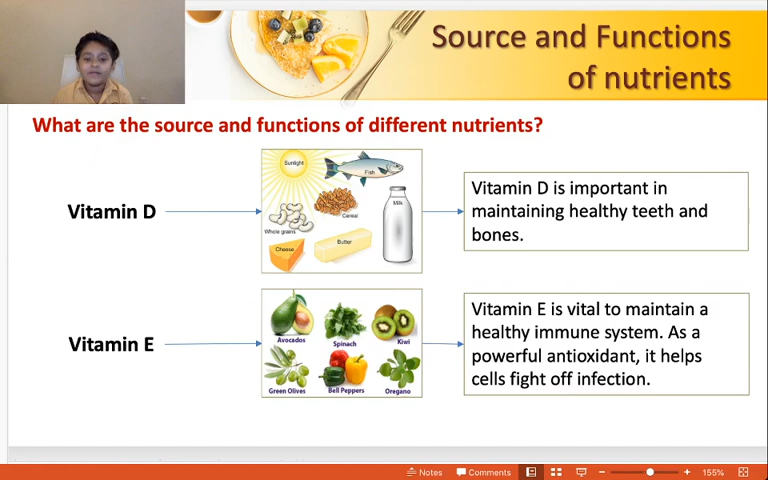 Source and Functions
of nutrients
What are the source and functions of different nutrients?
Vitamin D
Sunlight
Fish
Cereal
Milk
Whole grains
Cheese
Butter
Vitamin D is important in
maintaining healthy teeth and
bones.
Vitamin E
Avocados
Spinach
Kiwi
Green Olives
Bell Peppers
Oregano
Vitamin E is vital to maintain a
healthy immune system. As a
powerful antioxidant, it helps
cells fight off infection.
Notes Comments 155%